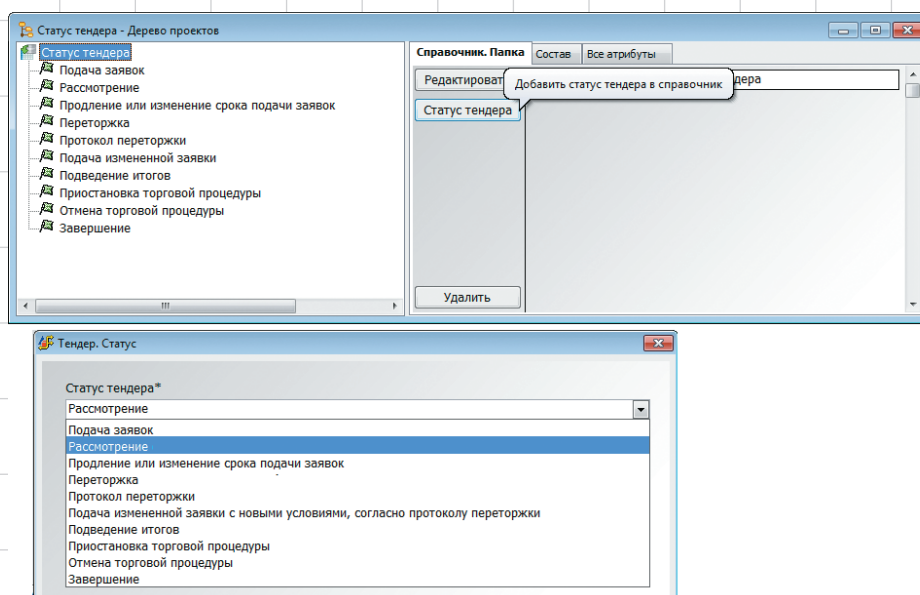 Статус тендера - Дерево проектов
Статус тендера
Подача заявок
Рассмотрение
Продление или изменение срока подачи заявок
Переторжка
Протокол переторжки
Подача измененной заявки
Подведение итогов
Приостановка торговой процедуры
Отмена торговой процедуры
Завершение
Справочник. Папка Состав Все атрибуты
Редактироват
дера
Добавить статус тендера в справочник
Статус тендера
Удалить
Тендер. Статус
Статус тендера*
Рассмотрение
Подача заявок
Рассмотрение
Продление или изменение срока подачи заявок
Переторжка
Протокол переторжки
Подача измененной заявки с новыми условиями, согласно протоколу переторжки
Подведение итогов
Приостановка торговой процедуры
Отмена торговой процедуры
Завершение